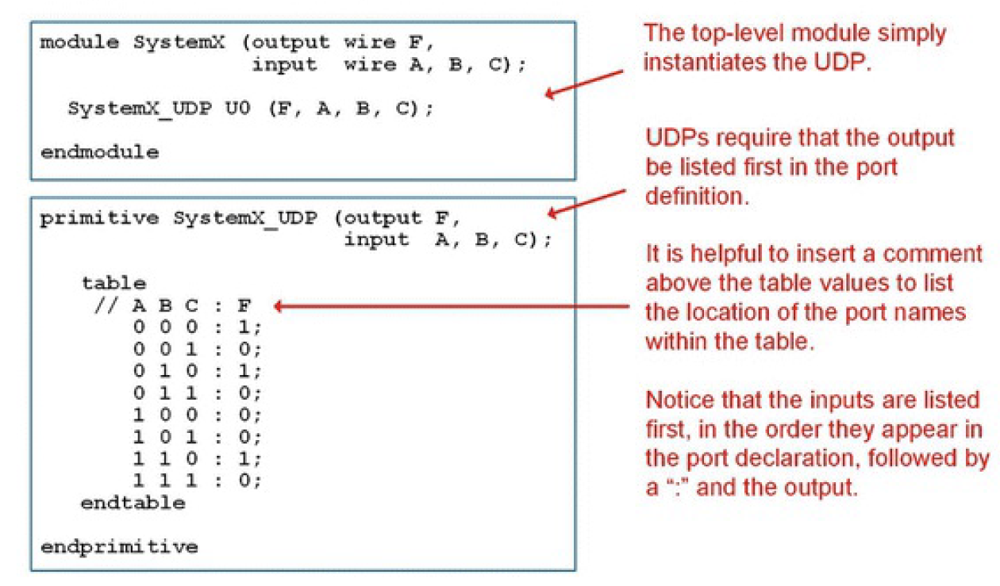 module SystemX (output wire F,
input wire A, B, C);
SystemX_UDP U0 (F, A, B, C);
endmodule
The top-level module simply
instantiates the UDP.
UDPs require that the output
be listed first in the port
definition.
primitive SystemX_UDP (output F,
input A, B, C);
table
// A B C : F
0 0 0 : 1;
0 0 1 : 0;
0 1 0 : 1;
0 1 1 : 0;
1 0 0 : 0;
1 0 1 : 0;
1 1 0 : 1;
1 1 1 : 0;
endtable
endprimitive
It is helpful to insert a comment
above the table values to list
the location of the port names
within the table.
Notice that the inputs are listed
first, in the order they appear in
the port declaration, followed by
a “:” and the output.